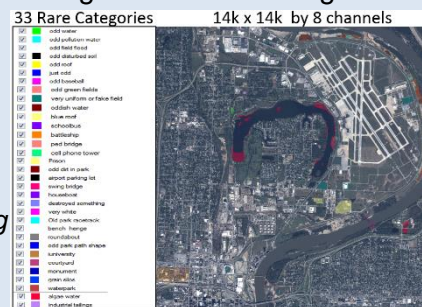 33 Rare Categories
14k x 14k by 8 channels
odd water
odd pollution water
odd field food
odd disturbed soil
odd roof
just odd
odd baseball
odd green fields
very uniform or fake field
oddish water
blue roof
schoolbus
battleship
ped bridge
cell phone tower
Prison
odd dirt in park
airport parking lot
swing bridge
houseboat
destroyed something
very white
Old park racetrack
bench henge
roundabout
odd park path shape
university
courtyard
monument
grain silos
waterpark
algae water
industrial tailings